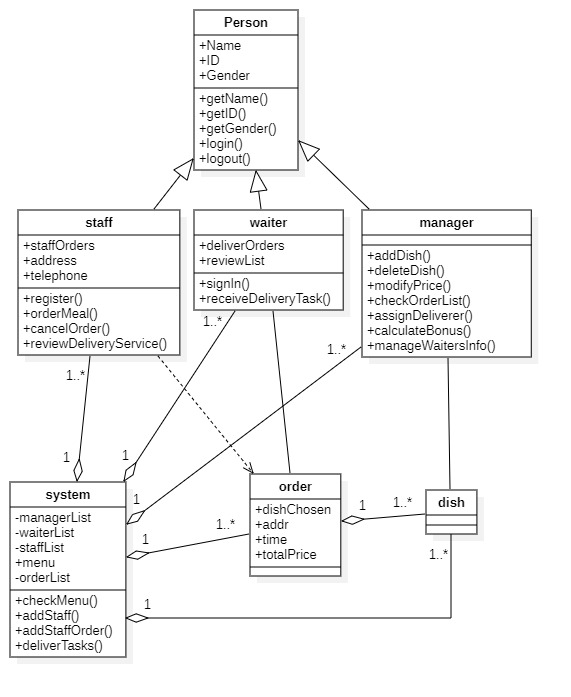 Person
+Name
+ID
+Gender
+getName()
+getID()
+getGender()
+login()
+logout()
staff
+staffOrders
+address
+telephone
+register()
+orderMeal()
+cancelOrder()
+reviewDeliveryService()
waiter
+deliverOrders
+reviewList
+signIn()
+receiveDeliveryTask()
manager
+addDish()
+deleteDish()
+modifyPrice()
+checkOrderList()
+assignDeliverer()
+calculateBonus()
+manageWaitersInfo()
1..*
1..*
1..*
1
1
1
system
-managerList
-waiterList
-staffList
+menu
-orderList
+checkMenu()
+addStaff()
+addStaffOrder()
+deliverTasks()
order
+dishChosen
+addr
+time
+totalPrice
1
1..*
dish
1
1..*
1..*
1